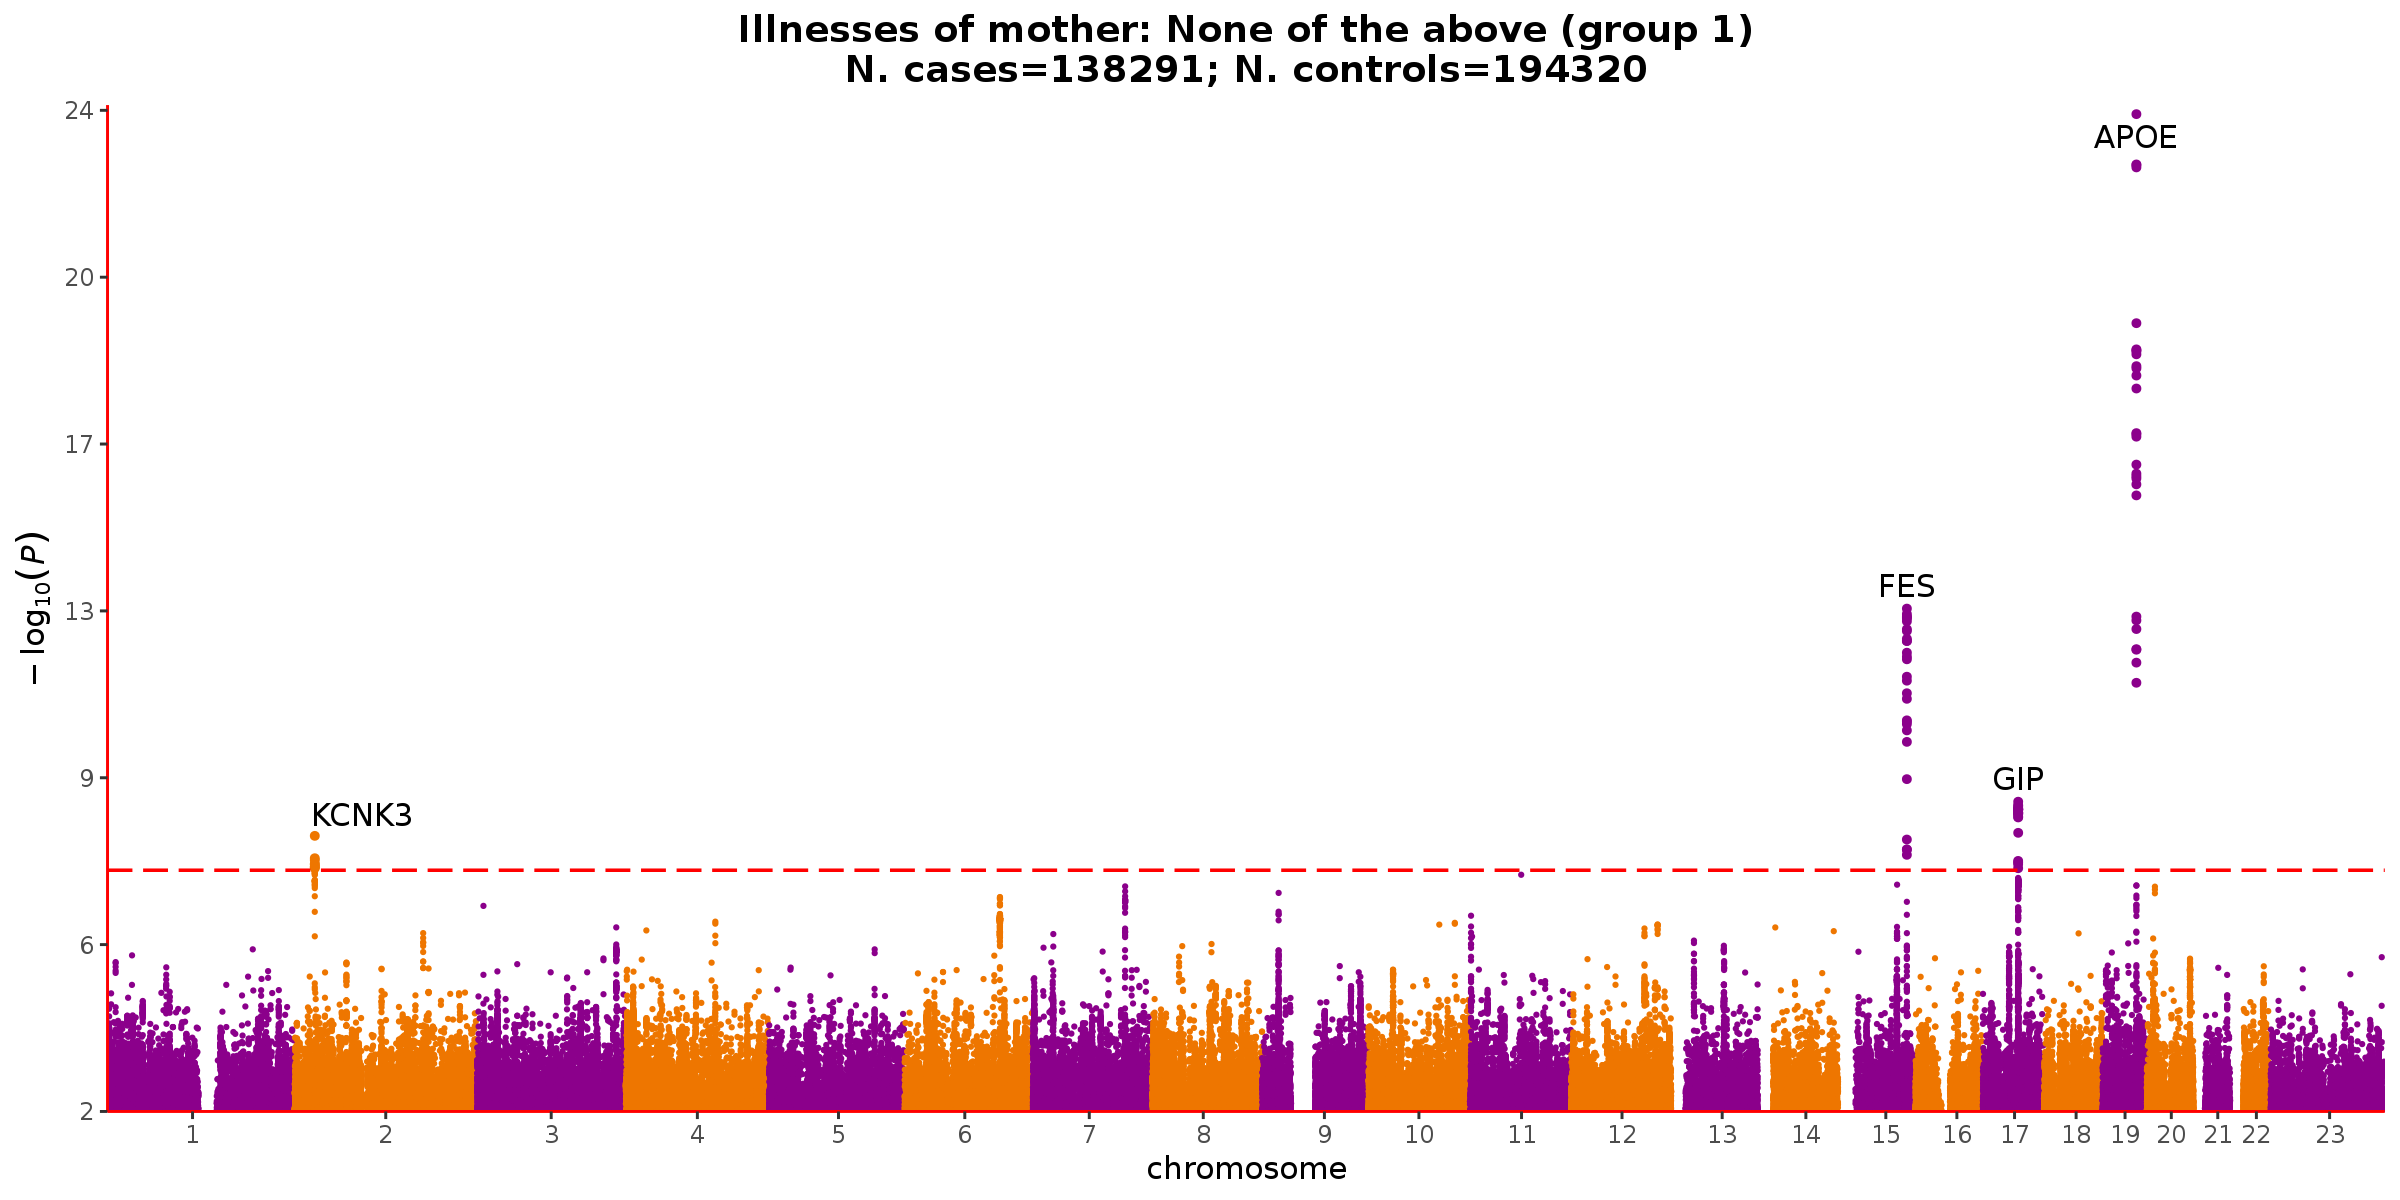 Illnesses of mother: None of the above (group 1)
N. cases=138291; N. controls=194320
24
20
17
13
9
6
2
−log10(P)
APOE
FES
GIP
KCNK3
1 2 3 4 5 6 7 8 9 10 11 12 13 14 15 16 17 18 19 20 21 22 23
chromosome